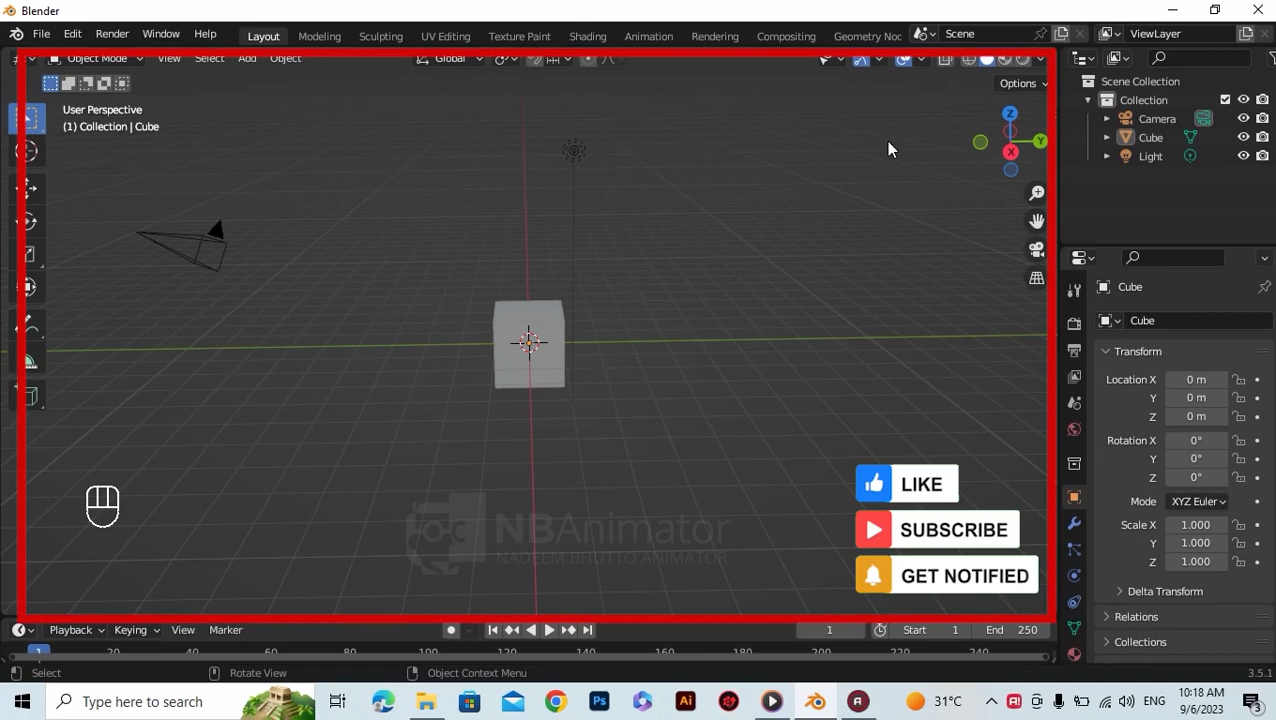 Blender
File Edit Render Window Help
Layout Modeling Sculpting UV Editing Texture Paint Shading Animation Rendering Compositing Geometry Noc
Scene
ViewLayer
Object Mode View Select Add Object
Global
Options
User Perspective
(1) Collection | Cube
Z
Y
X
Scene Collection
Collection
Camera
Cube
Light
Cube
Cube
Transform
Location X 0 m
Y 0 m
Z 0 m
Rotation X 0°
Y 0°
Z 0°
Mode XYZ Euler
Scale X 1.000
Y 1.000
Z 1.000
Delta Transform
Relations
Collections
LIKE
SUBSCRIBE
GET NOTIFIED
NBAnimator
NADEEM BHUTTO ANIMATOR
Playback Keying View Marker
1
Start 1 End 250
1 20 40 60 80 100 120 140 160 180 200 220 240
Select Rotate View Object Context Menu 3.5.1
Type here to search
Ps
Ai
31°C
ENG
10:18 AM
9/6/2023
3